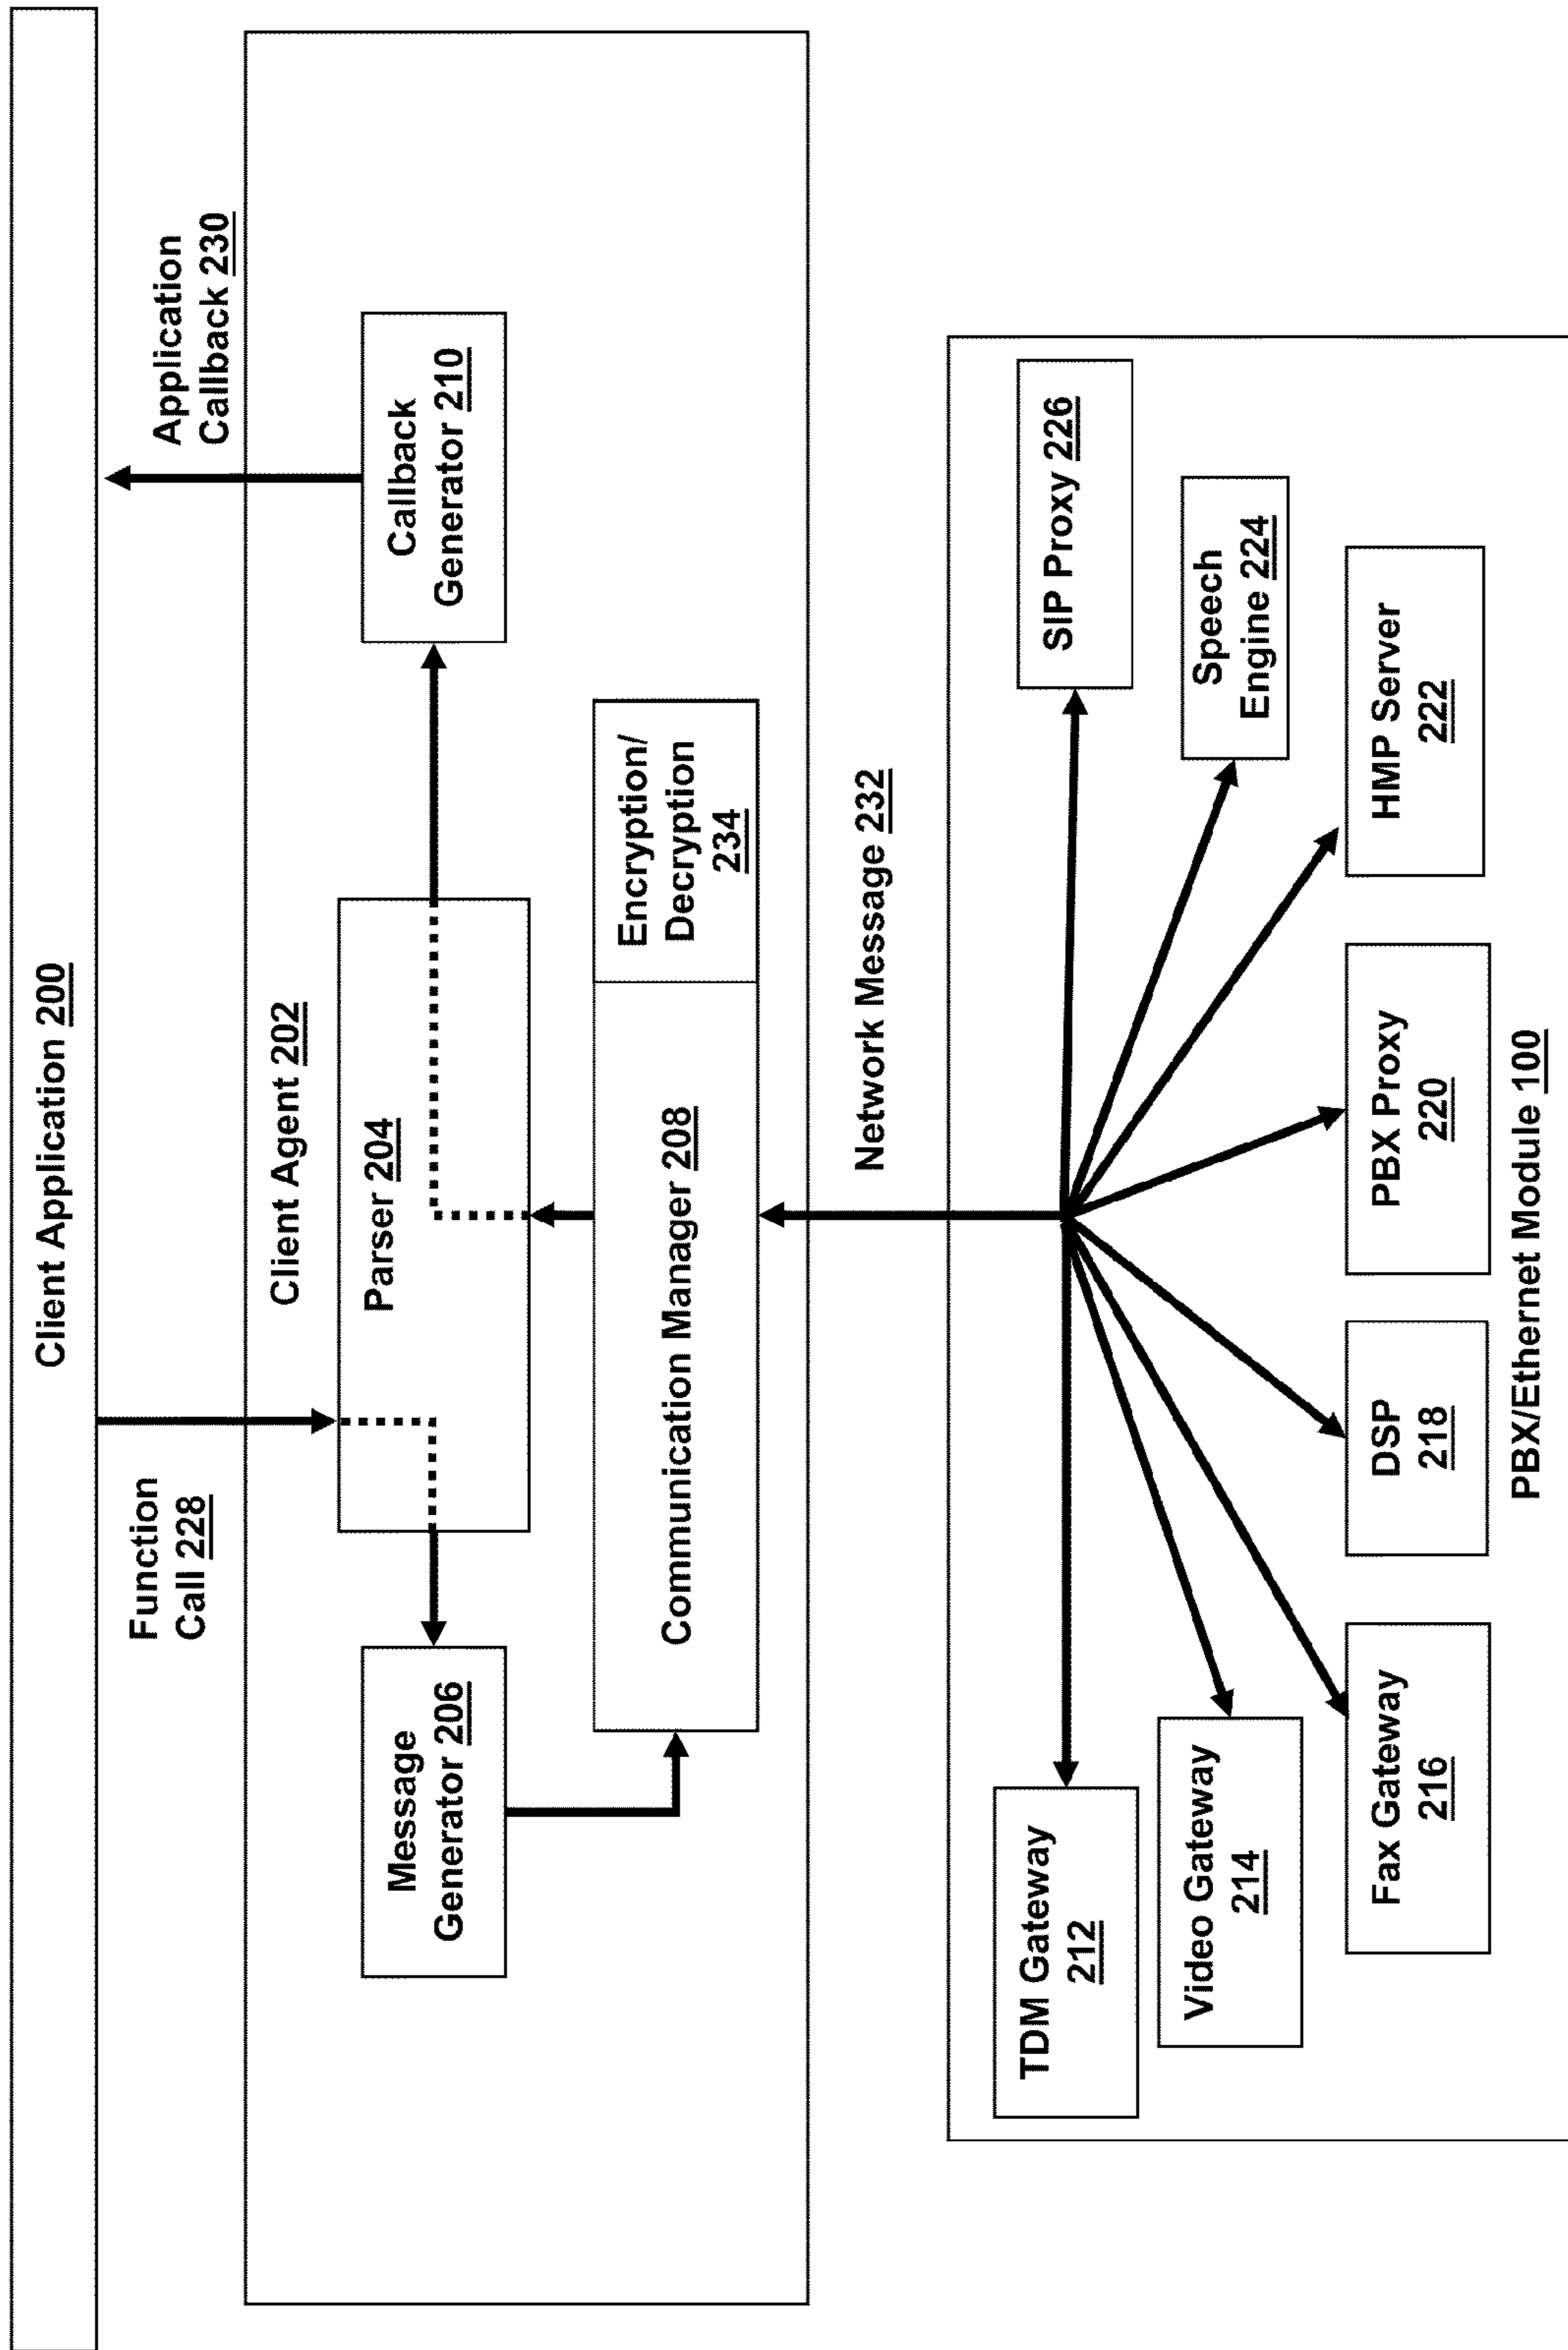 Client Application 200
Function
Call 228
Application
Callback 230
Client Agent 202
Parser 204
Message
Generator 206
Callback
Generator 210
Communication Manager 208
Encryption/
Decryption
234
Network Message 232
TDM Gateway
212
SIP Proxy 226
Video Gateway
214
Speech
Engine 224
Fax Gateway
216
DSP
218
PBX Proxy
220
HMP Server
222
PBX/Ethernet Module 100